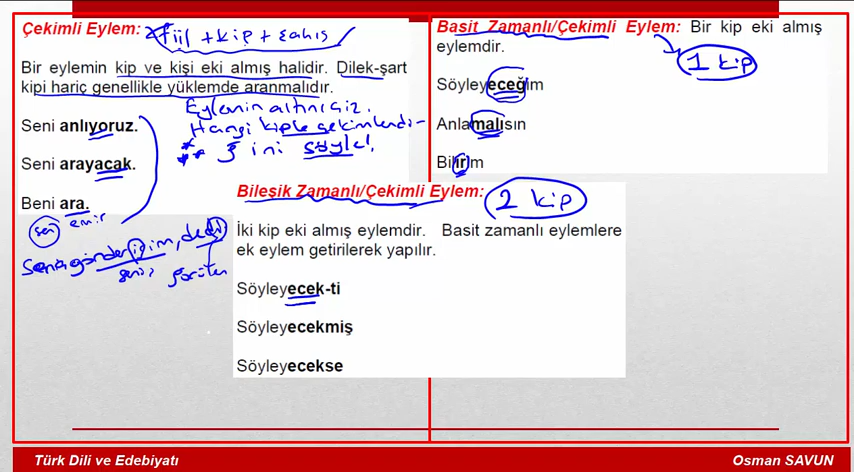 Çekimli Eylem: fiil + kip + şahıs
Bir eylemin kip ve kişi eki almış halidir. Dilek-şart
kipi hariç genellikle yüklemde aranmalıdır.
Eylemin altını çiz.
Hangi kiple çekimlendi-
ğini söyle!
Seni anlıyoruz.
Seni arayacak.
Beni ara.
sen emir
Seni göndereyim, dedi
geniş
Basit Zamanlı/Çekimli Eylem: Bir kip eki almış
eylemdir.
1 kip
Söyleyeceğim
Anlamalısın
Bilirim
Bileşik Zamanlı/Çekimli Eylem: 2 kip
İki kip eki almış eylemdir. Basit zamanlı eylemlere
ek eylem getirilerek yapılır.
Söyleyecek-ti
Söyleyecekmiş
Söyleyecekse
Türk Dili ve Edebiyatı
Osman SAVUN